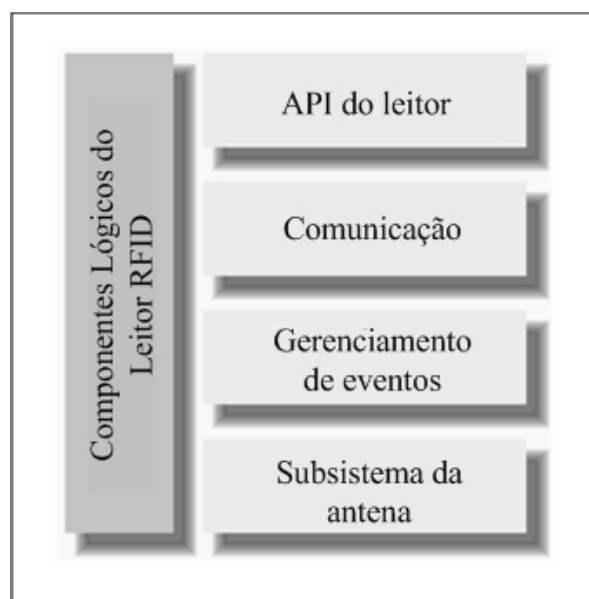 Componentes Lógicos do
Leitor RFID
API do leitor
Comunicação
Gerenciamento
de eventos
Subsistema da
antena